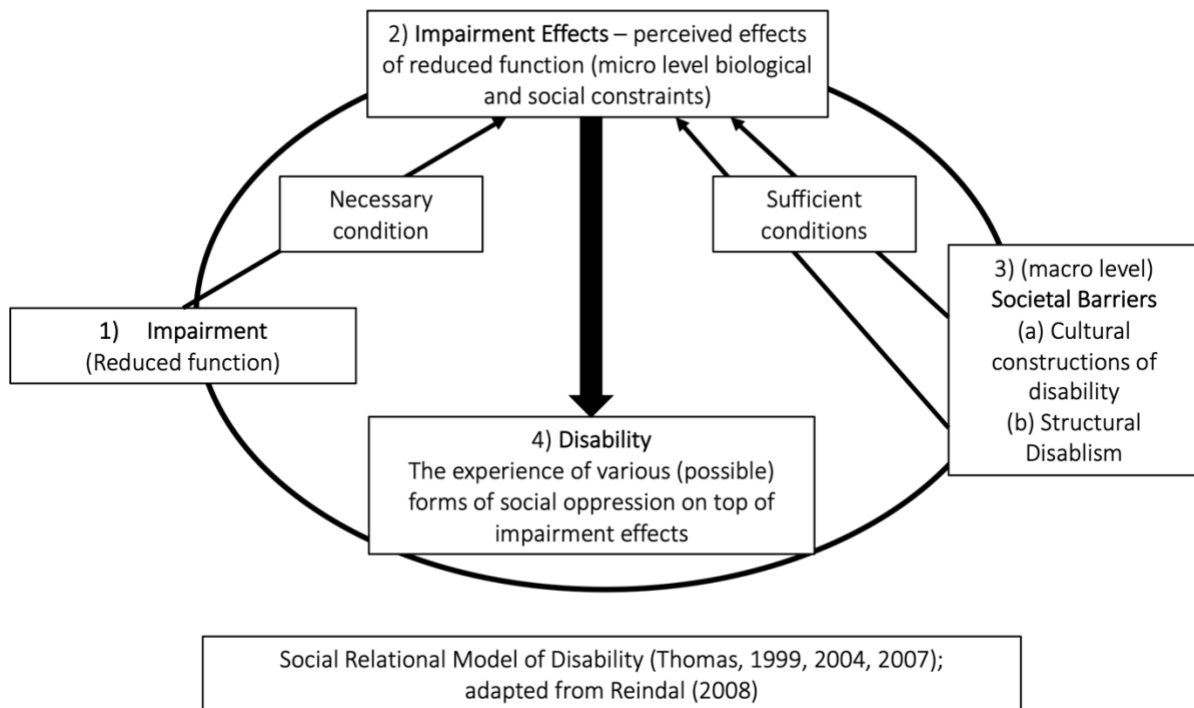 2) Impairment Effects – perceived effects
of reduced function (micro level biological
and social constraints)
Necessary
condition
Sufficient
conditions
1) Impairment
(Reduced function)
3) (macro level)
Societal Barriers
(a) Cultural
constructions of
disability
(b) Structural
Disablism
4) Disability
The experience of various (possible)
forms of social oppression on top of
impairment effects
Social Relational Model of Disability (Thomas, 1999, 2004, 2007);
adapted from Reindal (2008)